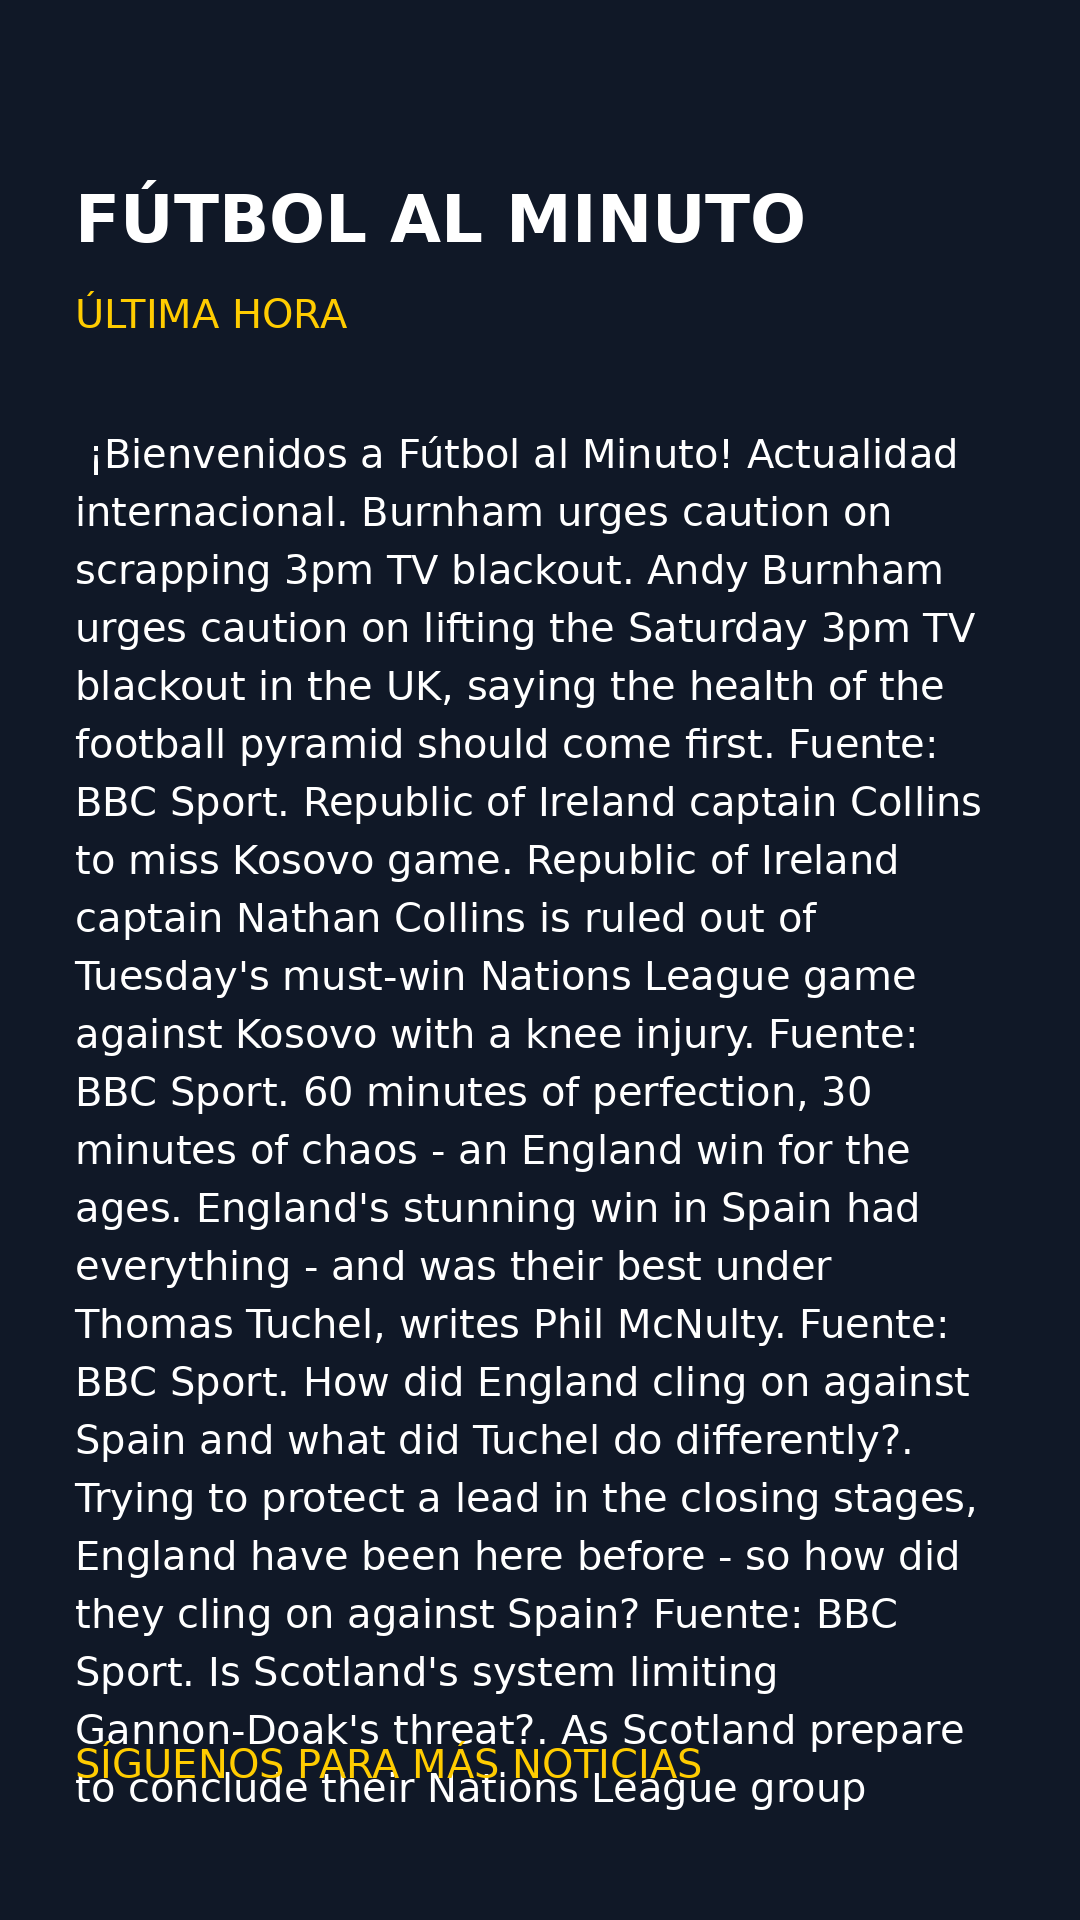 FÚTBOL AL MINUTO
ÚLTIMA HORA
¡Bienvenidos a Fútbol al Minuto! Actualidad
internacional. Burnham urges caution on
scrapping 3pm TV blackout. Andy Burnham
urges caution on lifting the Saturday 3pm TV
blackout in the UK, saying the health of the
football pyramid should come first. Fuente:
BBC Sport. Republic of Ireland captain Collins
to miss Kosovo game. Republic of Ireland
captain Nathan Collins is ruled out of
Tuesday's must-win Nations League game
against Kosovo with a knee injury. Fuente:
BBC Sport. 60 minutes of perfection, 30
minutes of chaos - an England win for the
ages. England's stunning win in Spain had
everything - and was their best under
Thomas Tuchel, writes Phil McNulty. Fuente:
BBC Sport. How did England cling on against
Spain and what did Tuchel do differently?.
Trying to protect a lead in the closing stages,
England have been here before - so how did
they cling on against Spain? Fuente: BBC
Sport. Is Scotland's system limiting
Gannon-Doak's threat?. As Scotland prepare
SÍGUENOS PARA MÁS NOTICIAS
to conclude their Nations League group